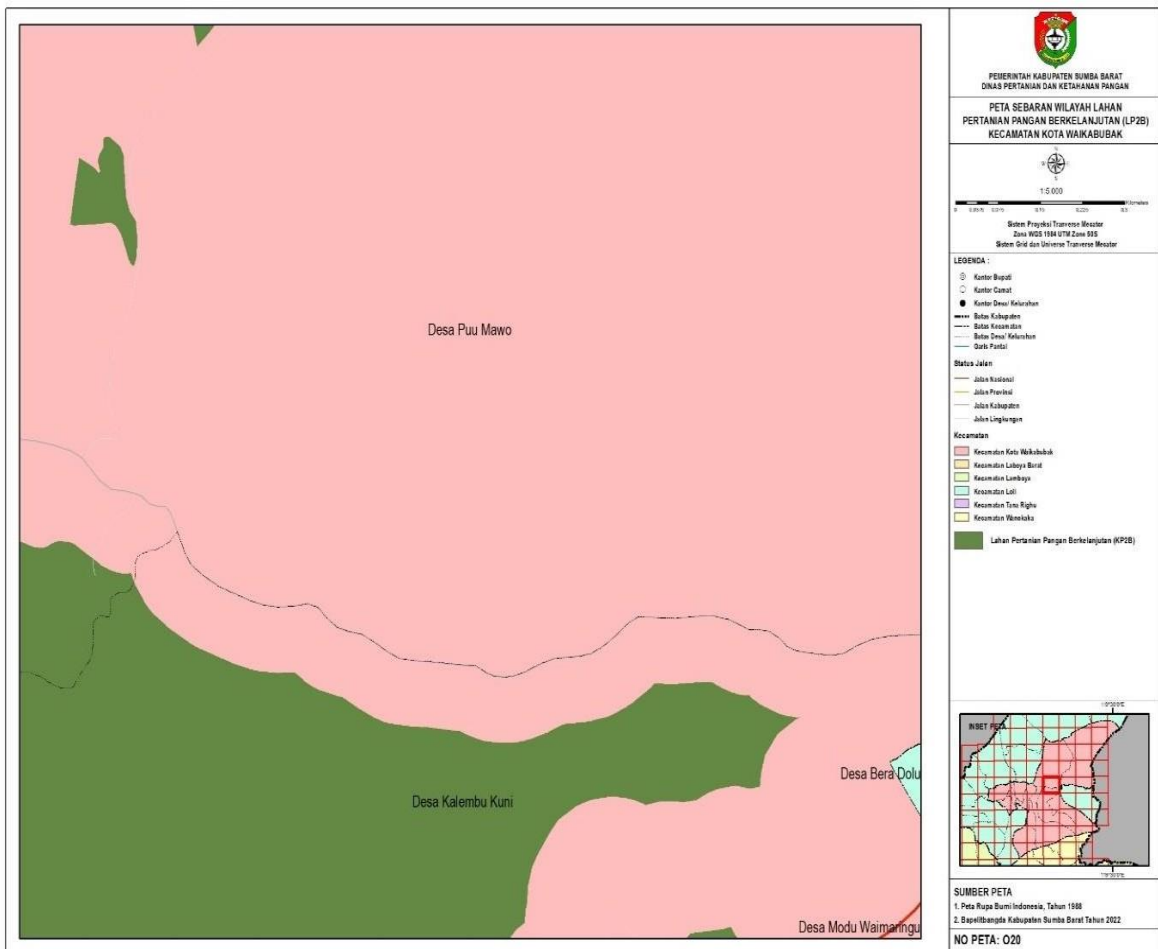 Desa Puu Mawo
Desa Bera Dolu
Desa Kalembu Kuni
Desa Modu Waimaringu
PEMERINTAH KABUPATEN SUMBA BARAT
DINAS PERTANIAN DAN KETAHANAN PANGAN
PETA SEBARAN WILAYAH LAHAN
PERTANIAN PANGAN BERKELANJUTAN (LP2B)
KECAMATAN KOTA WAIKABUBAK
1:5.000
Kilometers
Sistem Proyeksi Tranverse Mecator
Zona WGS 1984 UTM Zone 50S
Sistem Grid dan Universe Tranverse Mecator
LEGENDA :
Kantor Bupati
Kantor Camat
Kantor Desa/ Kelurahan
Batas Kabupaten
Batas Kecamatan
Batas Desa/ Kelurahan
Garis Pantai
Status Jalan
Jalan Nasional
Jalan Provinsi
Jalan Kabupaten
Jalan Lingkungan
Kecamatan
Kecamatan Kota Waikabubak
Kecamatan Laboya Barat
Kecamatan Lamboya
Kecamatan Loli
Kecamatan Tana Righu
Kecamatan Wanokaka
Lahan Pertanian Pangan Berkelanjutan (KP2B)
INSET PETA
SUMBER PETA
1. Peta Rupa Bumi Indonesia, Tahun 1988
2. Bapelitbangda Kabupaten Sumba Barat Tahun 2022
NO PETA: O20